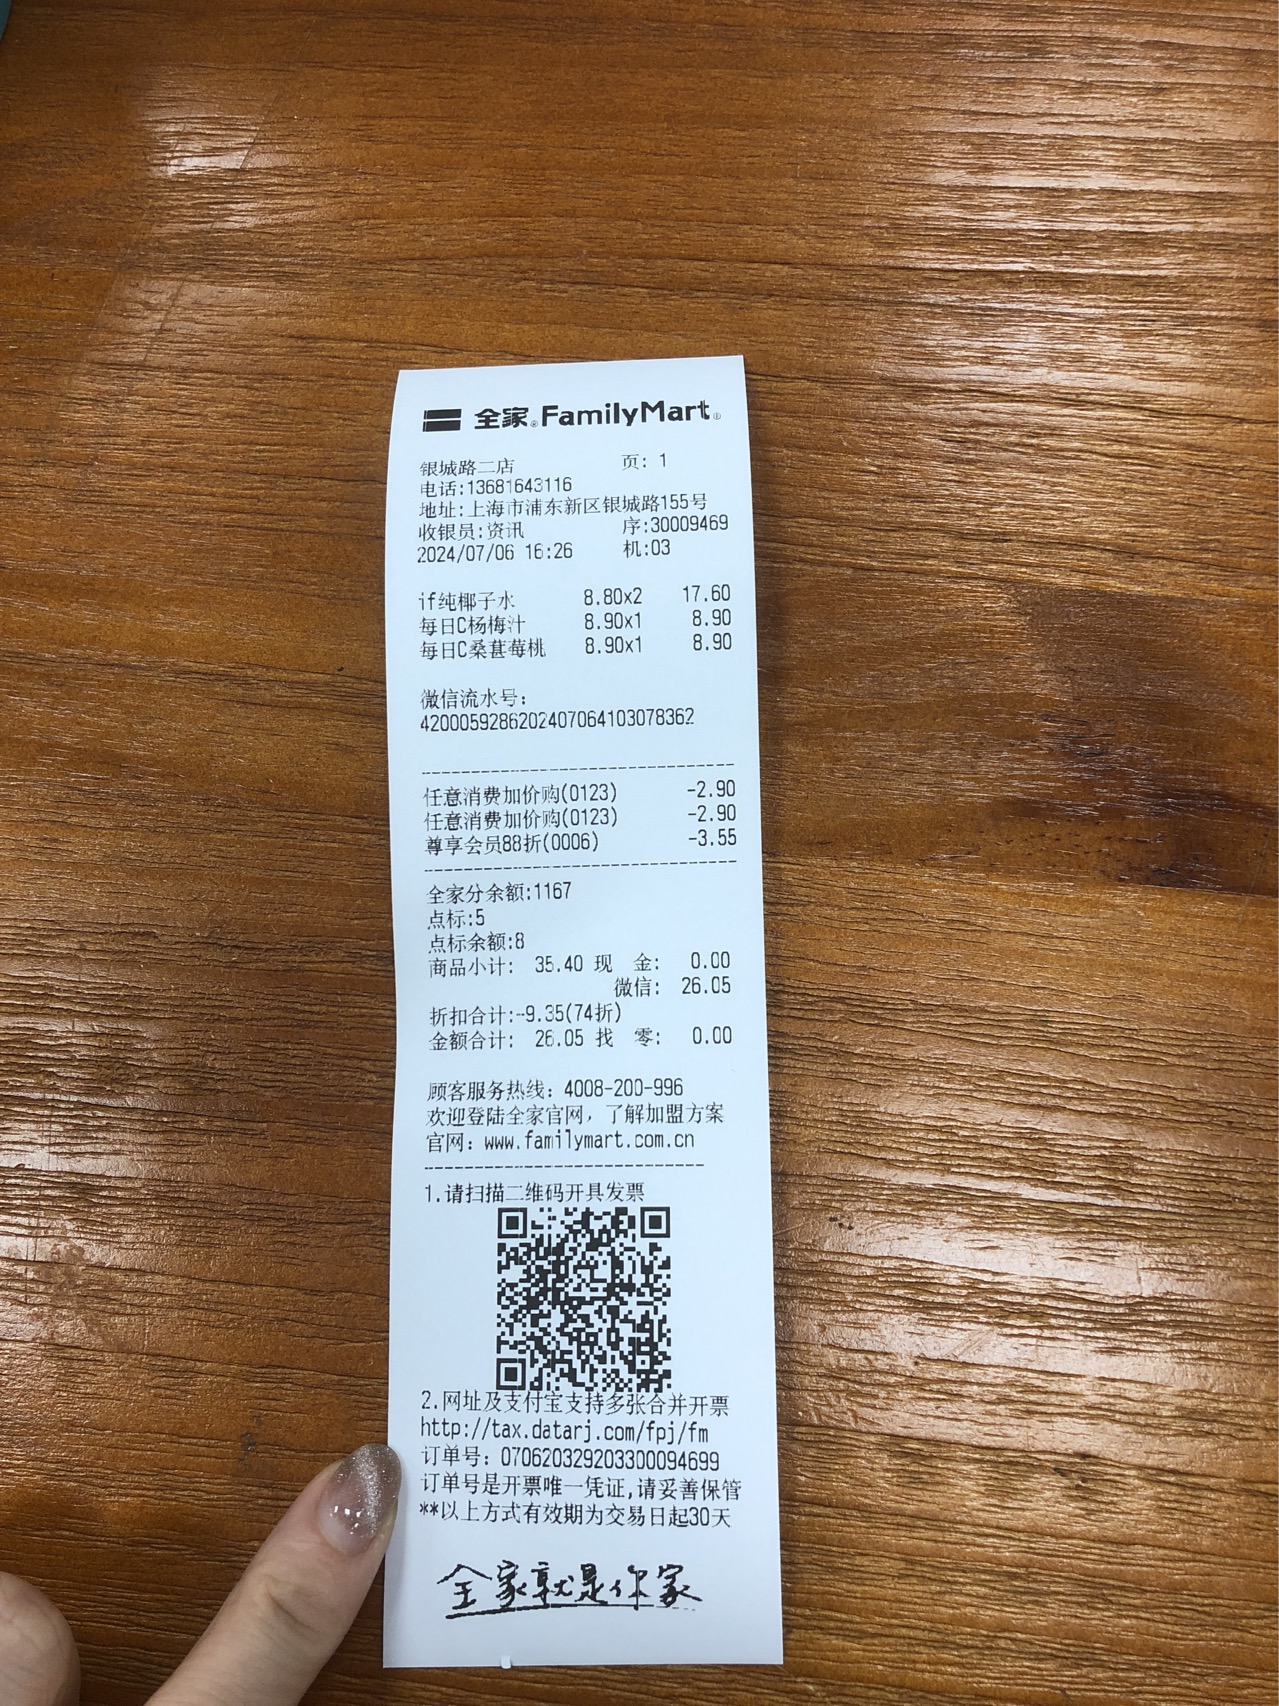 全家®FamilyMart®
银城路二店 页: 1
电话:13681643116
地址:上海市浦东新区银城路155号
收银员:资讯 序:30009469
2024/07/06 16:26 机:03
if纯椰子水 8.80x2 17.60
每日C杨梅汁 8.90x1 8.90
每日C桑葚莓桃 8.90x1 8.90
微信流水号:
4200059286202407064103078362
任意消费加价购(0123) -2.90
任意消费加价购(0123) -2.90
尊享会员88折(0006) -3.55
全家分余额:1167
点标:5
点标余额:8
商品小计: 35.40 现 金: 0.00
微信: 26.05
折扣合计:-9.35(74折)
金额合计: 26.05 找 零: 0.00
顾客服务热线: 4008-200-996
欢迎登陆全家官网, 了解加盟方案
官网: www.familymart.com.cn
1.请扫描二维码开具发票
2.网址及支付宝支持多张合并开票
http://tax.datarj.com/fpj/fm
订单号: 070620329203300094699
订单号是开票唯一凭证,请妥善保管
**以上方式有效期为交易日起30天
全家就是你家